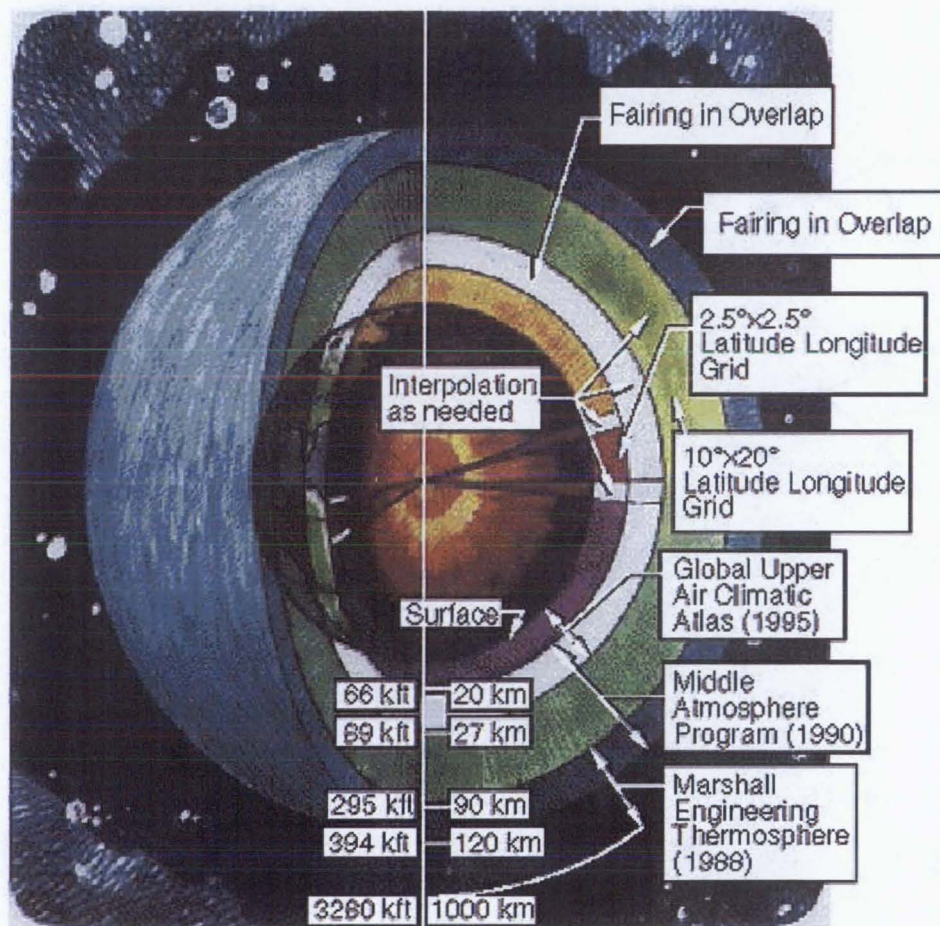 Fairing in Overlap
Fairing in Overlap
2.5°x2.5°
Latitude Longitude
Grid
Interpolation
as needed
10°x20°
Latitude Longitude
Grid
Global Upper
Air Climatic
Atlas (1995)
Surface
Middle
Atmosphere
Program (1990)
66 kft
20 km
89 kft
27 km
Marshall
Engineering
Thermosphere
(1988)
295 kft
90 km
394 kft
120 km
3280 kft
1000 km